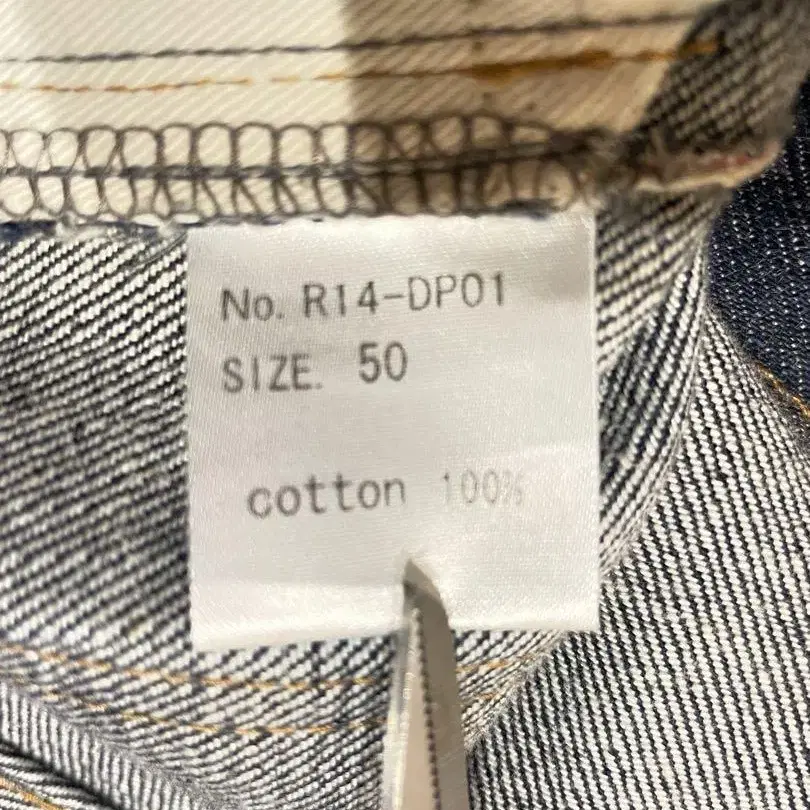 No. R14-DP01
SIZE. 50
cotton 100%